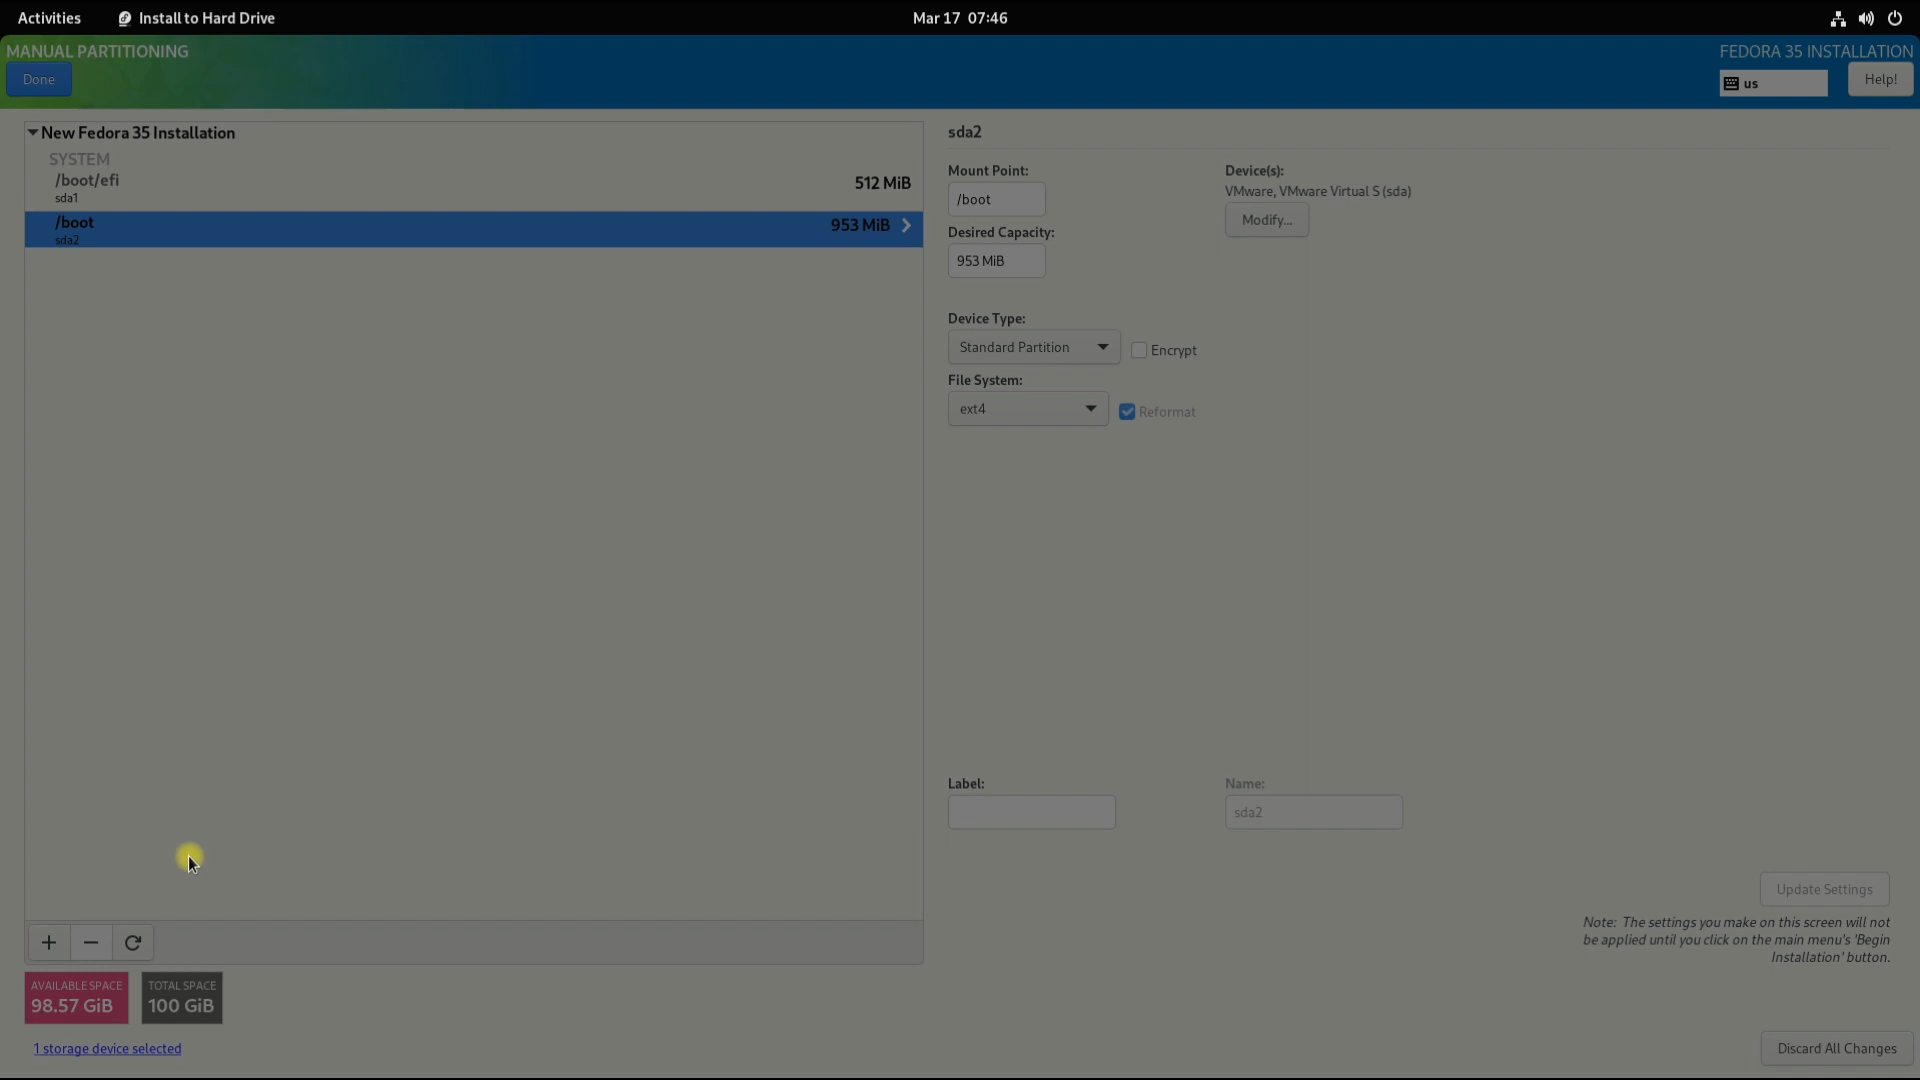 Activities
Install to Hard Drive
Mar 17 07:46
MANUAL PARTITIONING
Done
FEDORA 35 INSTALLATION
us
Help!
New Fedora 35 Installation
SYSTEM
/boot/efi
512 MiB
sda1
/boot
953 MiB
sda2
sda2
Mount Point:
/boot
Device(s):
VMware, VMware Virtual S (sda)
Modify...
Desired Capacity:
953 MiB
Device Type:
Standard Partition
Encrypt
File System:
ext4
Reformat
Label:
Name:
sda2
Update Settings
Note: The settings you make on this screen will not
be applied until you click on the main menu's 'Begin
Installation' button.
AVAILABLE SPACE
98.57 GiB
TOTAL SPACE
100 GiB
1 storage device selected
Discard All Changes